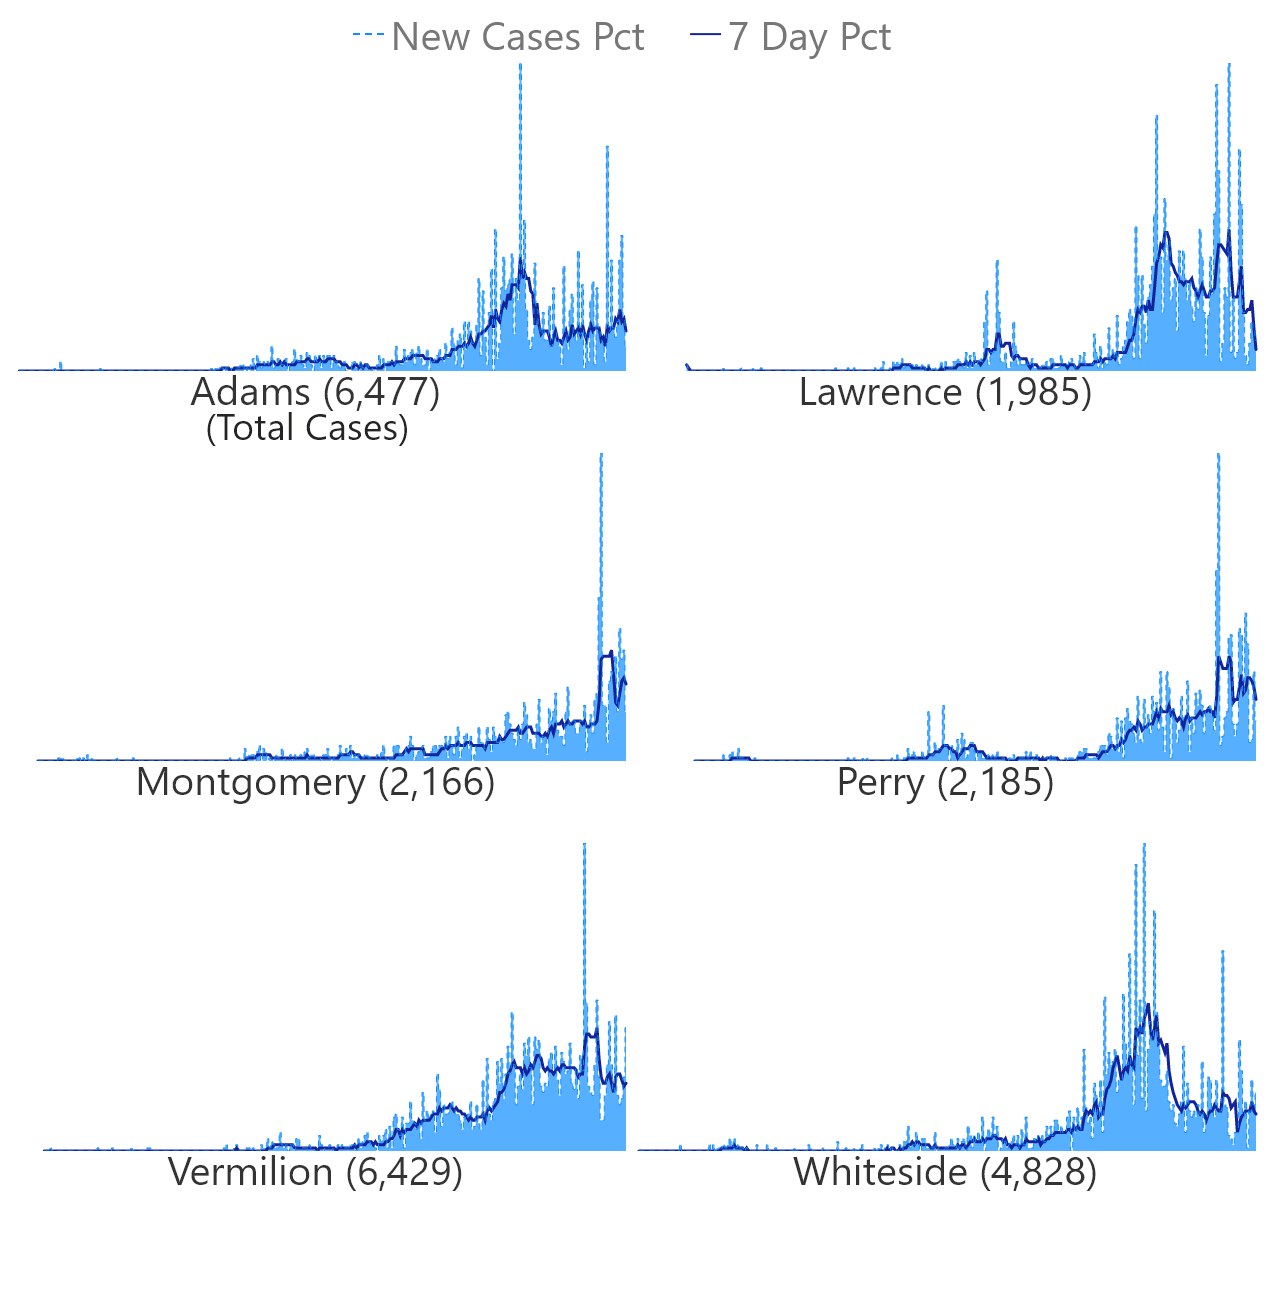 New Cases Pct 7 Day Pct
Adams (6,477) Lawrence (1,985)
(Total Cases)
Montgomery (2,166) Perry (2,185)
Vermilion (6,429) Whiteside (4,828)